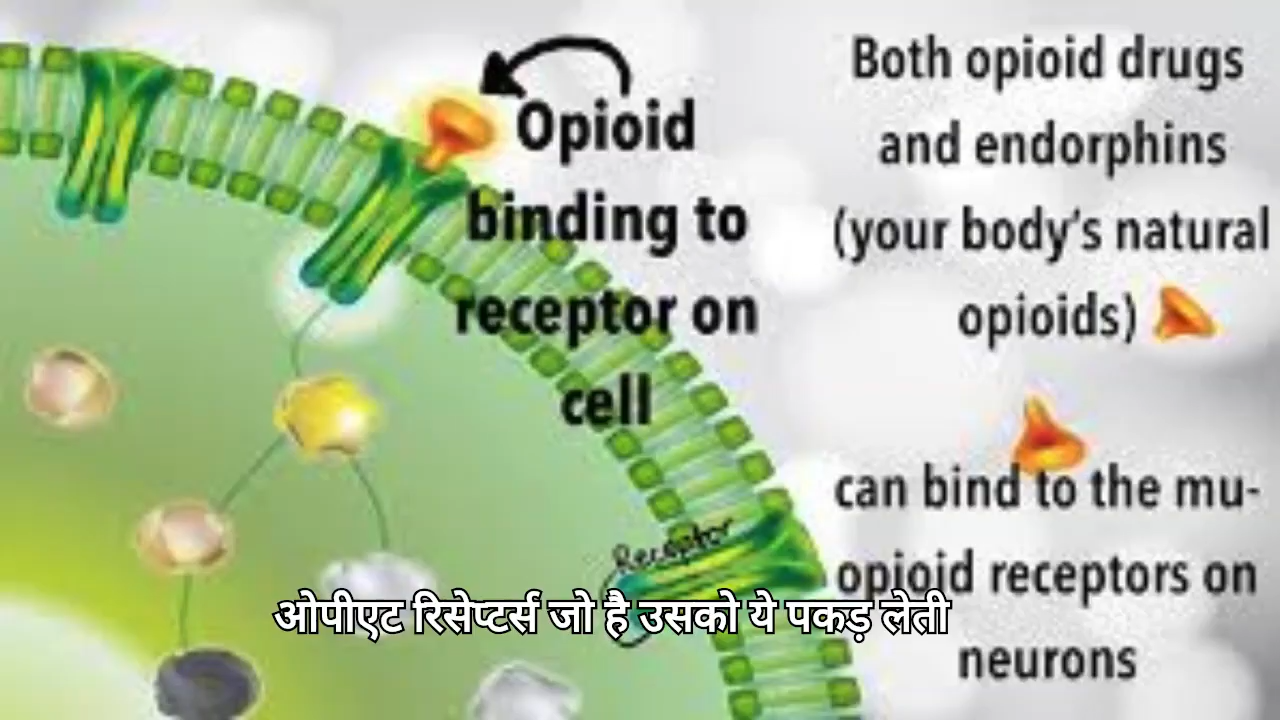 Opioid
binding to
receptor on
cell
Both opioid drugs
and endorphins
(your body's natural
opioids)
can bind to the mu-
opioid receptors on
neurons
Receptor
ओपीएट रिसेप्टर्स जो है उसको ये पकड़ लेती